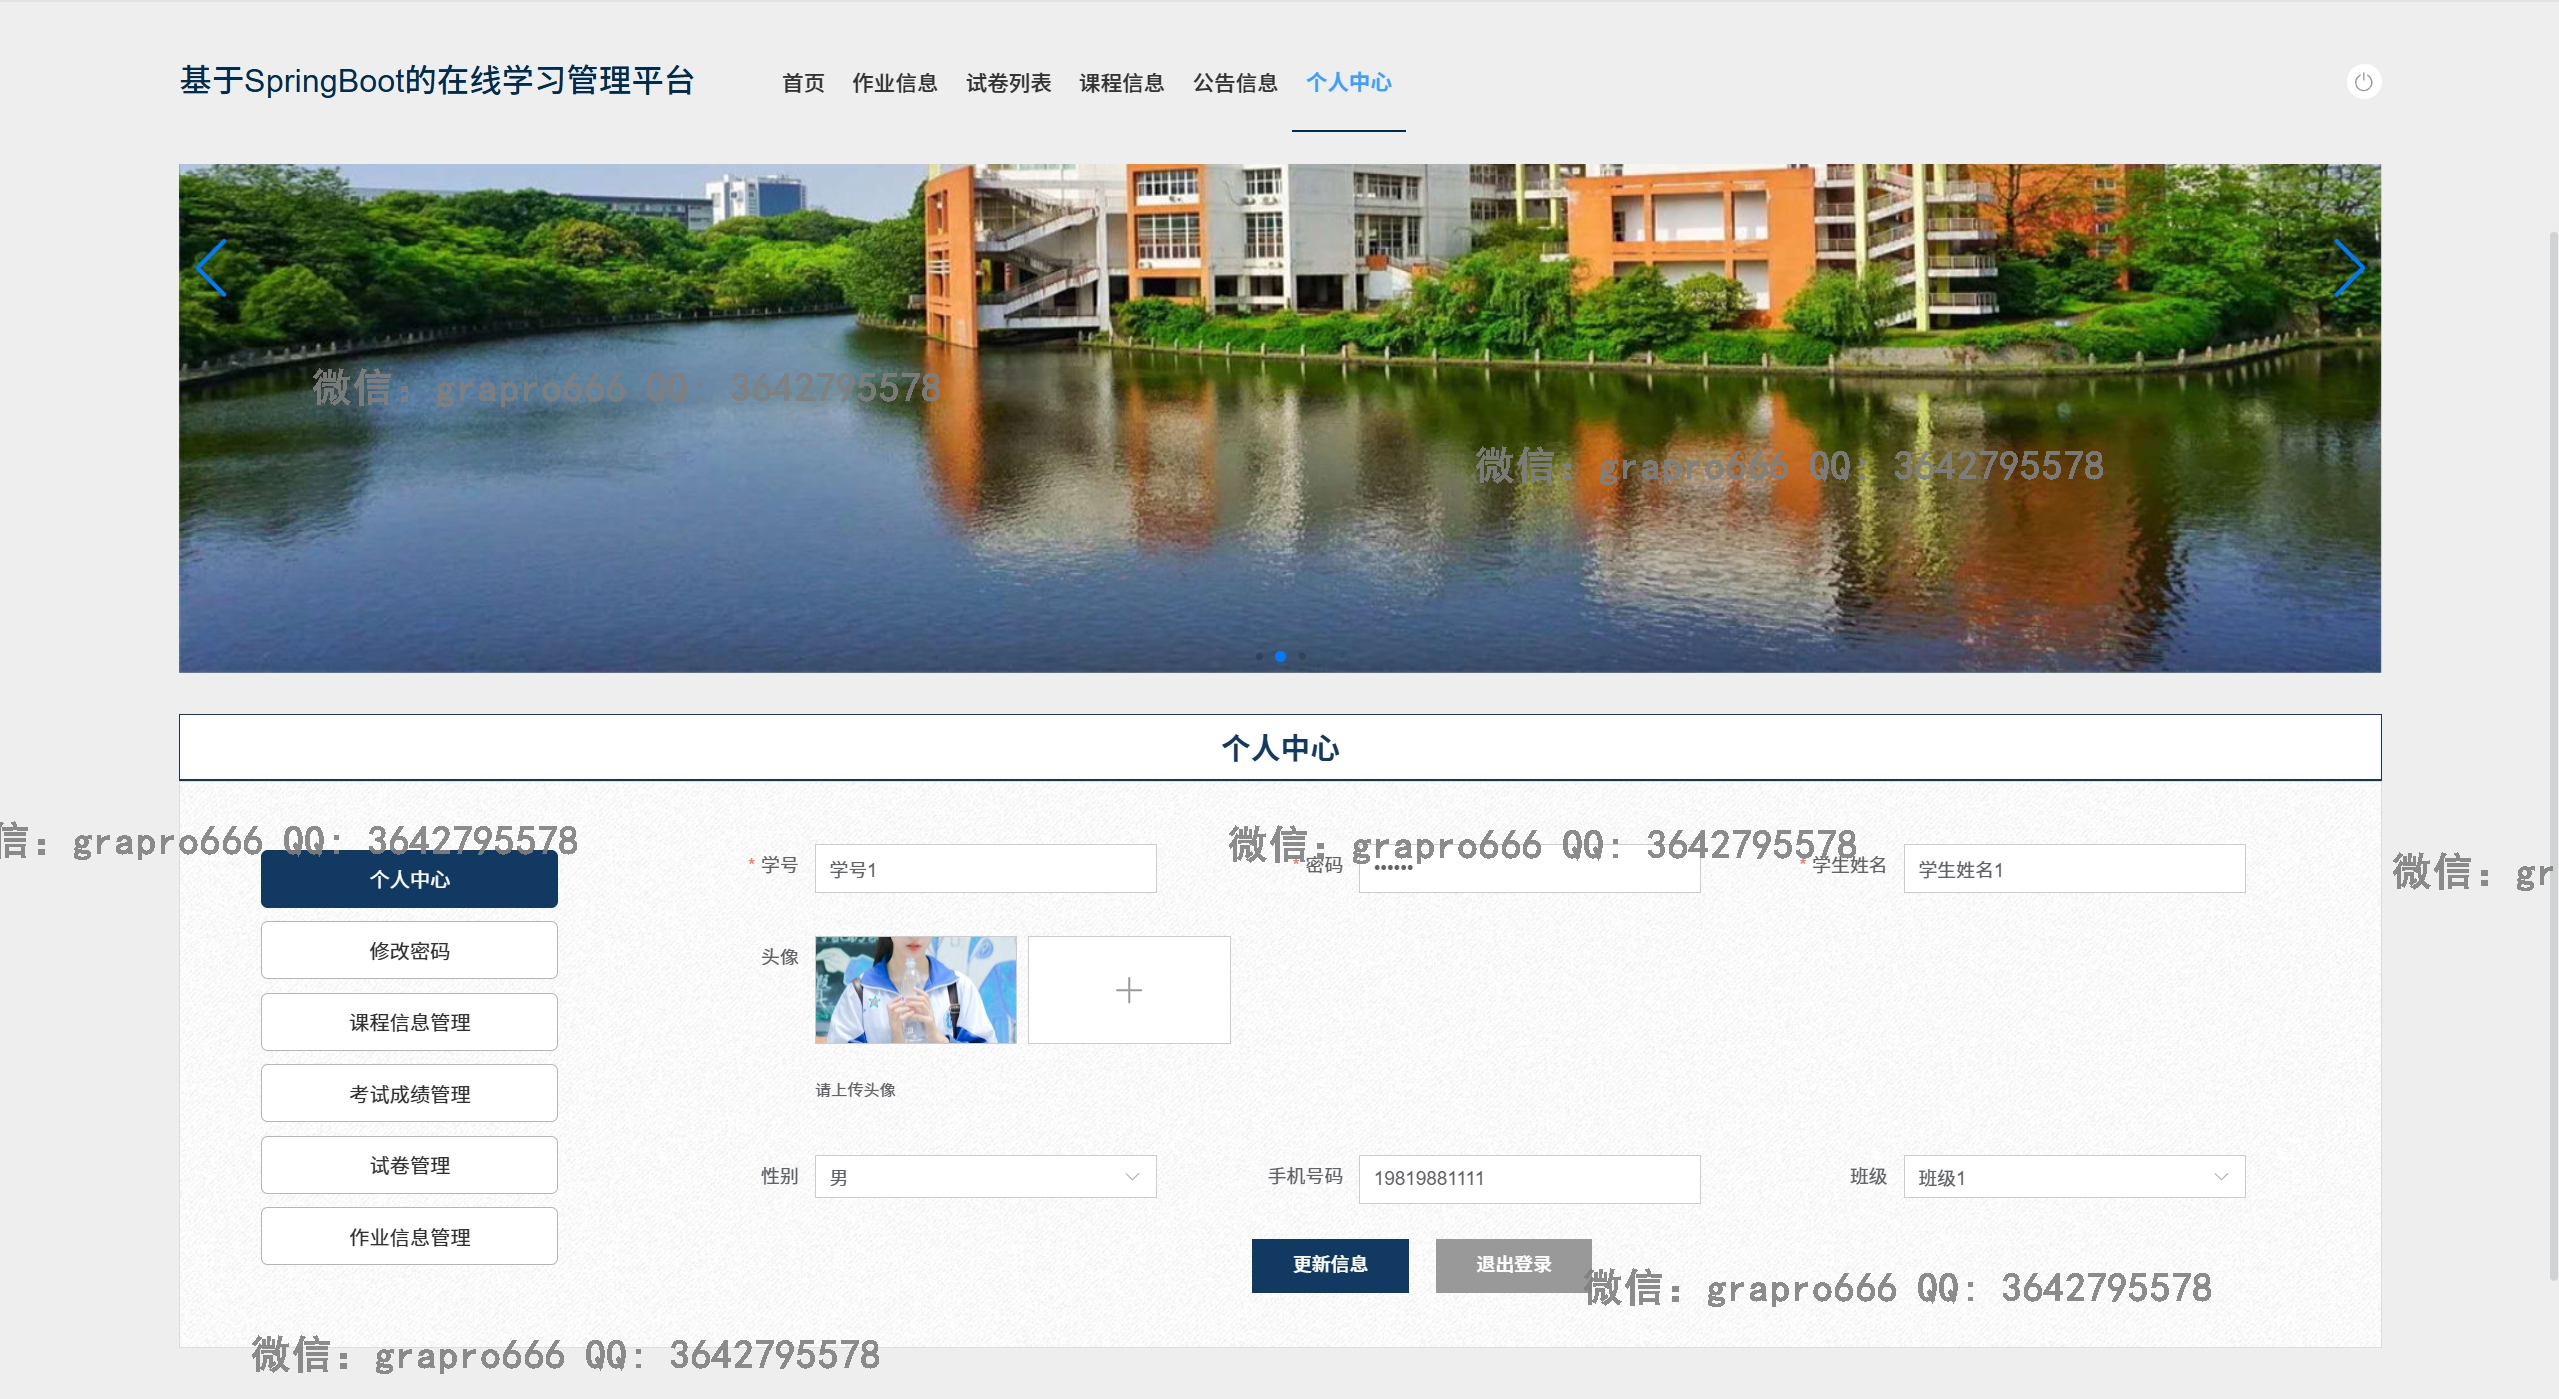 基于SpringBoot的在线学习管理平台
首页 作业信息 试卷列表 课程信息 公告信息 个人中心
微信：grapro666 QQ：3642795578
微信：grapro666 QQ：3642795578
个人中心
信：grapro666 QQ：3642795578
微信：grapro666 QQ：3642795578
微信：gr
个人中心
修改密码
课程信息管理
考试成绩管理
试卷管理
作业信息管理
* 学号 学号1
* 密码 ••••••
* 学生姓名 学生姓名1
头像
请上传头像
性别 男
手机号码 19819881111
班级 班级1
更新信息 退出登录
微信：grapro666 QQ：3642795578
微信：grapro666 QQ：3642795578